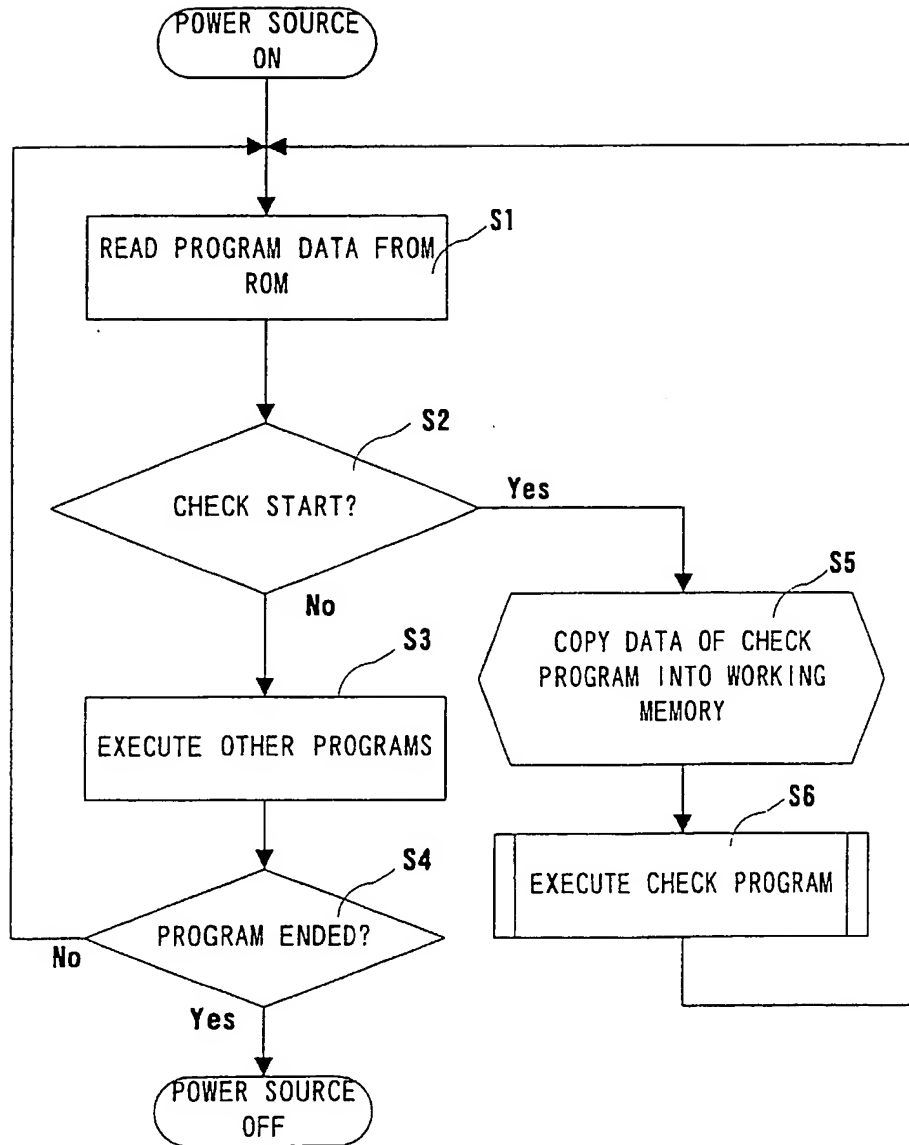 POWER SOURCE
ON
S1
READ PROGRAM DATA FROM
ROM
S2
CHECK START?
Yes
No
S5
COPY DATA OF CHECK
PROGRAM INTO WORKING
MEMORY
S3
EXECUTE OTHER PROGRAMS
S6
EXECUTE CHECK PROGRAM
S4
PROGRAM ENDED?
No
Yes
POWER SOURCE
OFF